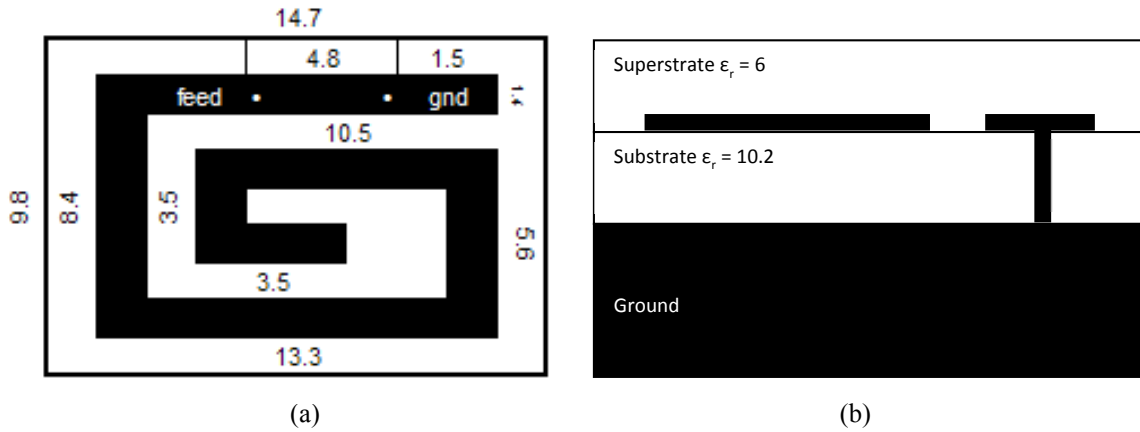 14.7
4.8 1.5
feed gnd
1.4
10.5
9.8
8.4
3.5
5.6
3.5
13.3
(a)
Superstrate εr = 6
Substrate εr = 10.2
Ground
(b)